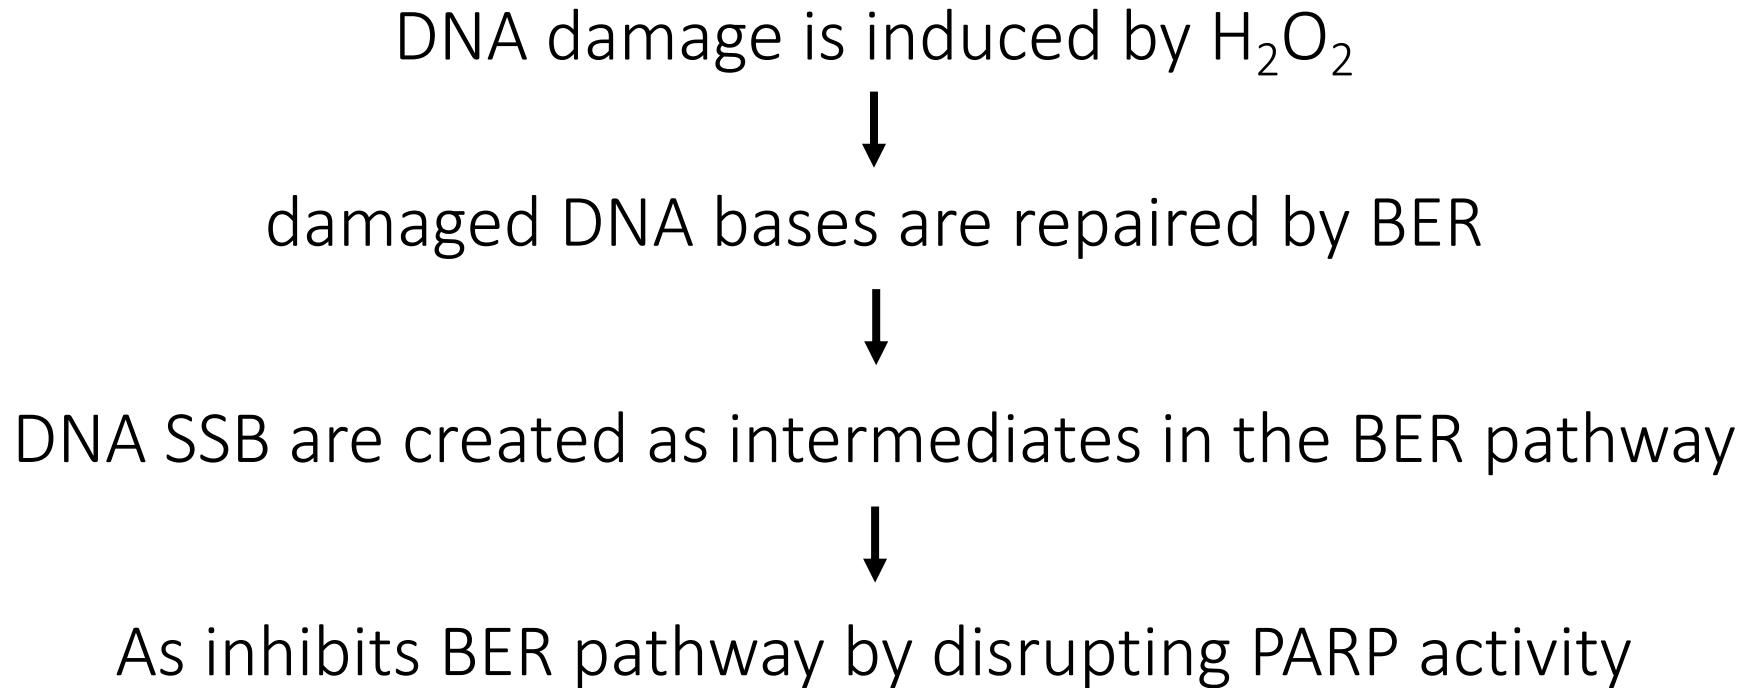 DNA damage is induced by H₂O₂
damaged DNA bases are repaired by BER
DNA SSB are created as intermediates in the BER pathway
As inhibits BER pathway by disrupting PARP activity